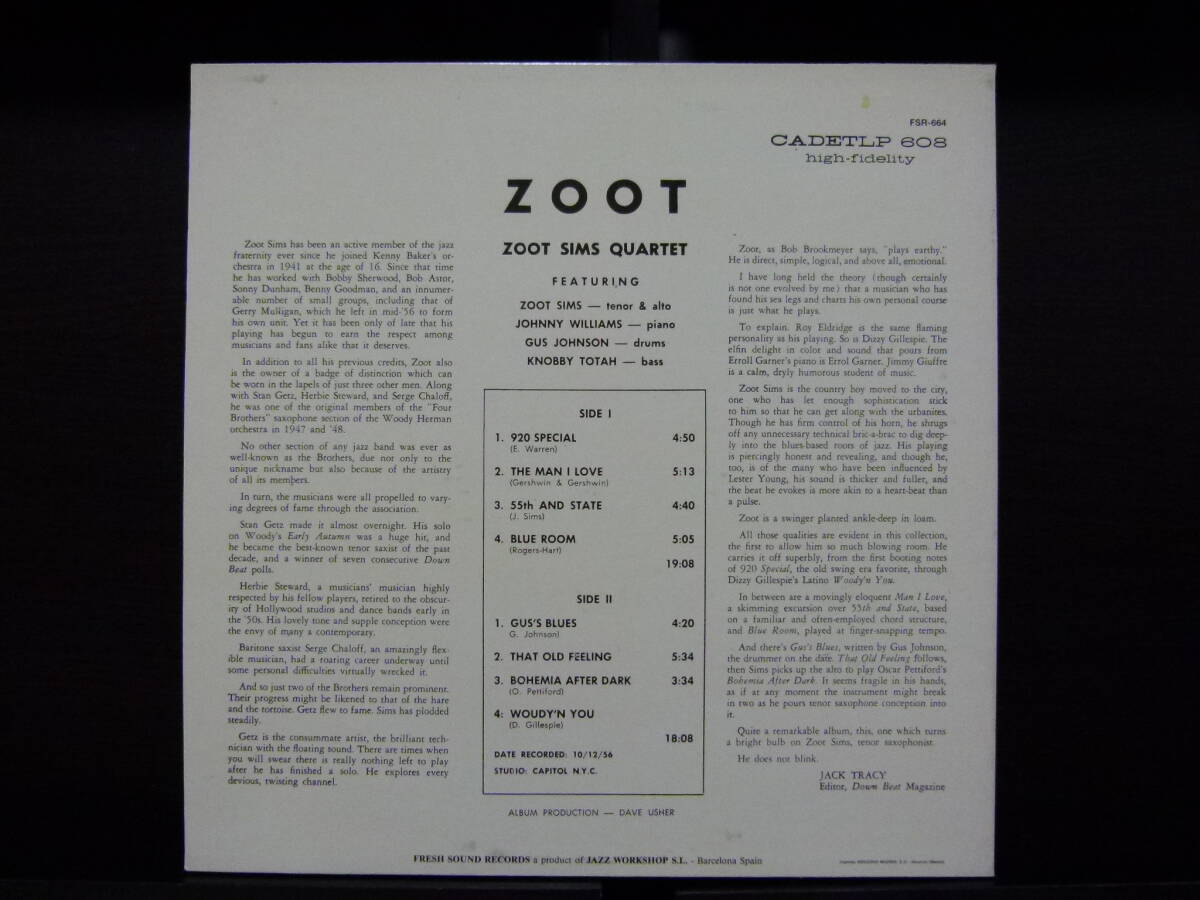 FSR-664
CADETLP 608
high-fidelity
ZOOT
ZOOT SIMS QUARTET
FEATURING
ZOOT SIMS — tenor & alto
JOHNNY WILLIAMS — piano
GUS JOHNSON — drums
KNOBBY TOTAH — bass
Zoot Sims has been an active member of the jazz
fraternity ever since he joined Kenny Baker's or-
chestra in 1941 at the age of 16. Since that time
he has worked with Bobby Sherwood, Bob Astor,
Sonny Dunham, Benny Goodman, and an innumer-
able number of small groups, including that of
Gerry Mulligan, which he left in mid-'56 to form
his own unit. Yet it has been only of late that his
playing has begun to earn the respect among
musicians and fans alike that it deserves.
In addition to all his previous credits, Zoot also
is the owner of a badge of distinction which can
be worn in the lapels of just three other men. Along
with Stan Getz, Herbie Steward, and Serge Chaloff,
he was one of the original members of the "Four
Brothers" saxophone section of the Woody Herman
orchestra in 1947 and '48.
No other section of any jazz band was ever as
well-known as the Brothers, due not only to the
unique nickname but also because of the artistry
of all its members.
In turn, the musicians were all propelled to vary-
ing degrees of fame through the association.
Stan Getz made it almost overnight. His solo
on Woody's Early Autumn was a huge hit, and
he became the best-known tenor saxist of the past
decade, and a winner of seven consecutive Down
Beat polls.
Herbie Steward, a musicians' musician highly
respected by his fellow players, retired to the obscur-
ity of Hollywood studios and dance bands early in
the '50s. His lovely tone and supple conception were
the envy of many a contemporary.
Baritone saxist Serge Chaloff, an amazingly flex-
ible musician, had a roaring career underway until
some personal difficulties virtually wrecked it.
And so just two of the Brothers remain prominent.
Their progress might be likened to that of the hare
and the tortoise. Getz flew to fame. Sims has plodded
steadily.
Getz is the consummate artist, the brilliant tech-
nician with the floating sound. There are times when
you will swear there is really nothing left to play
after he has finished a solo. He explores every
devious, twisting channel.
SIDE I
1. 920 SPECIAL 4:50
(E. Warren)
2. THE MAN I LOVE 5:13
(Gershwin & Gershwin)
3. 55th AND STATE 4:40
(J. Sims)
4. BLUE ROOM 5:05
(Rogers-Hart)
19:08
SIDE II
1. GUS'S BLUES 4:20
G. Johnson)
2. THAT OLD FEELING 5:34
3. BOHEMIA AFTER DARK 3:34
(O. Pettiford)
4: WOUDY'N YOU
(D. Gillespie)
18:08
DATE RECORDED: 10/12/56
STUDIO: CAPITOL N.Y.C.
ALBUM PRODUCTION — DAVE USHER
Zoot, as Bob Brookmeyer says, "plays earthy."
He is direct, simple, logical, and above all, emotional.
I have long held the theory (though certainly
is not one evolved by me) that a musician who has
found his sea legs and charts his own personal course
is just what he plays.
To explain. Roy Eldridge is the same flaming
personality as his playing. So is Dizzy Gillespie. The
elfin delight in color and sound that pours from
Erroll Garner's piano is Errol Garner. Jimmy Giuffre
is a calm, dryly humorous student of music.
Zoot Sims is the country boy moved to the city,
one who has let enough sophistication stick
to him so that he can get along with the urbanites.
Though he has firm control of his horn, he shrugs
off any unnecessary technical bric-a-brac to dig deep-
ly into the blues-based roots of jazz. His playing
is piercingly honest and revealing, and though he,
too, is of the many who have been influenced by
Lester Young, his sound is thicker and fuller, and
the beat he evokes is more akin to a heart-beat than
a pulse.
Zoot is a swinger planted ankle-deep in loam.
All those qualities are evident in this collection,
the first to allow him so much blowing room. He
carries it off superbly, from the first booting notes
of 920 Special, the old swing era favorite, through
Dizzy Gillespie's Latino Woody'n You.
In between are a movingly eloquent Man I Love,
a skimming excursion over 55th and State, based
on a familiar and often-employed chord structure,
and Blue Room, played at finger-snapping tempo.
And there's Gus's Blues, written by Gus Johnson,
the drummer on the date. That Old Feeling follows,
then Sims picks up the alto to play Oscar Pettiford's
Bohemia After Dark. It seems fragile in his hands,
as if at any moment the instrument might break
in two as he pours tenor saxophone conception into
it.
Quite a remarkable album, this, one which turns
a bright bulb on Zoot Sims, tenor saxophonist.
He does not blink.
JACK TRACY
Editor, Down Beat Magazine
FRESH SOUND RECORDS a product of JAZZ WORKSHOP S.L. - Barcelona Spain